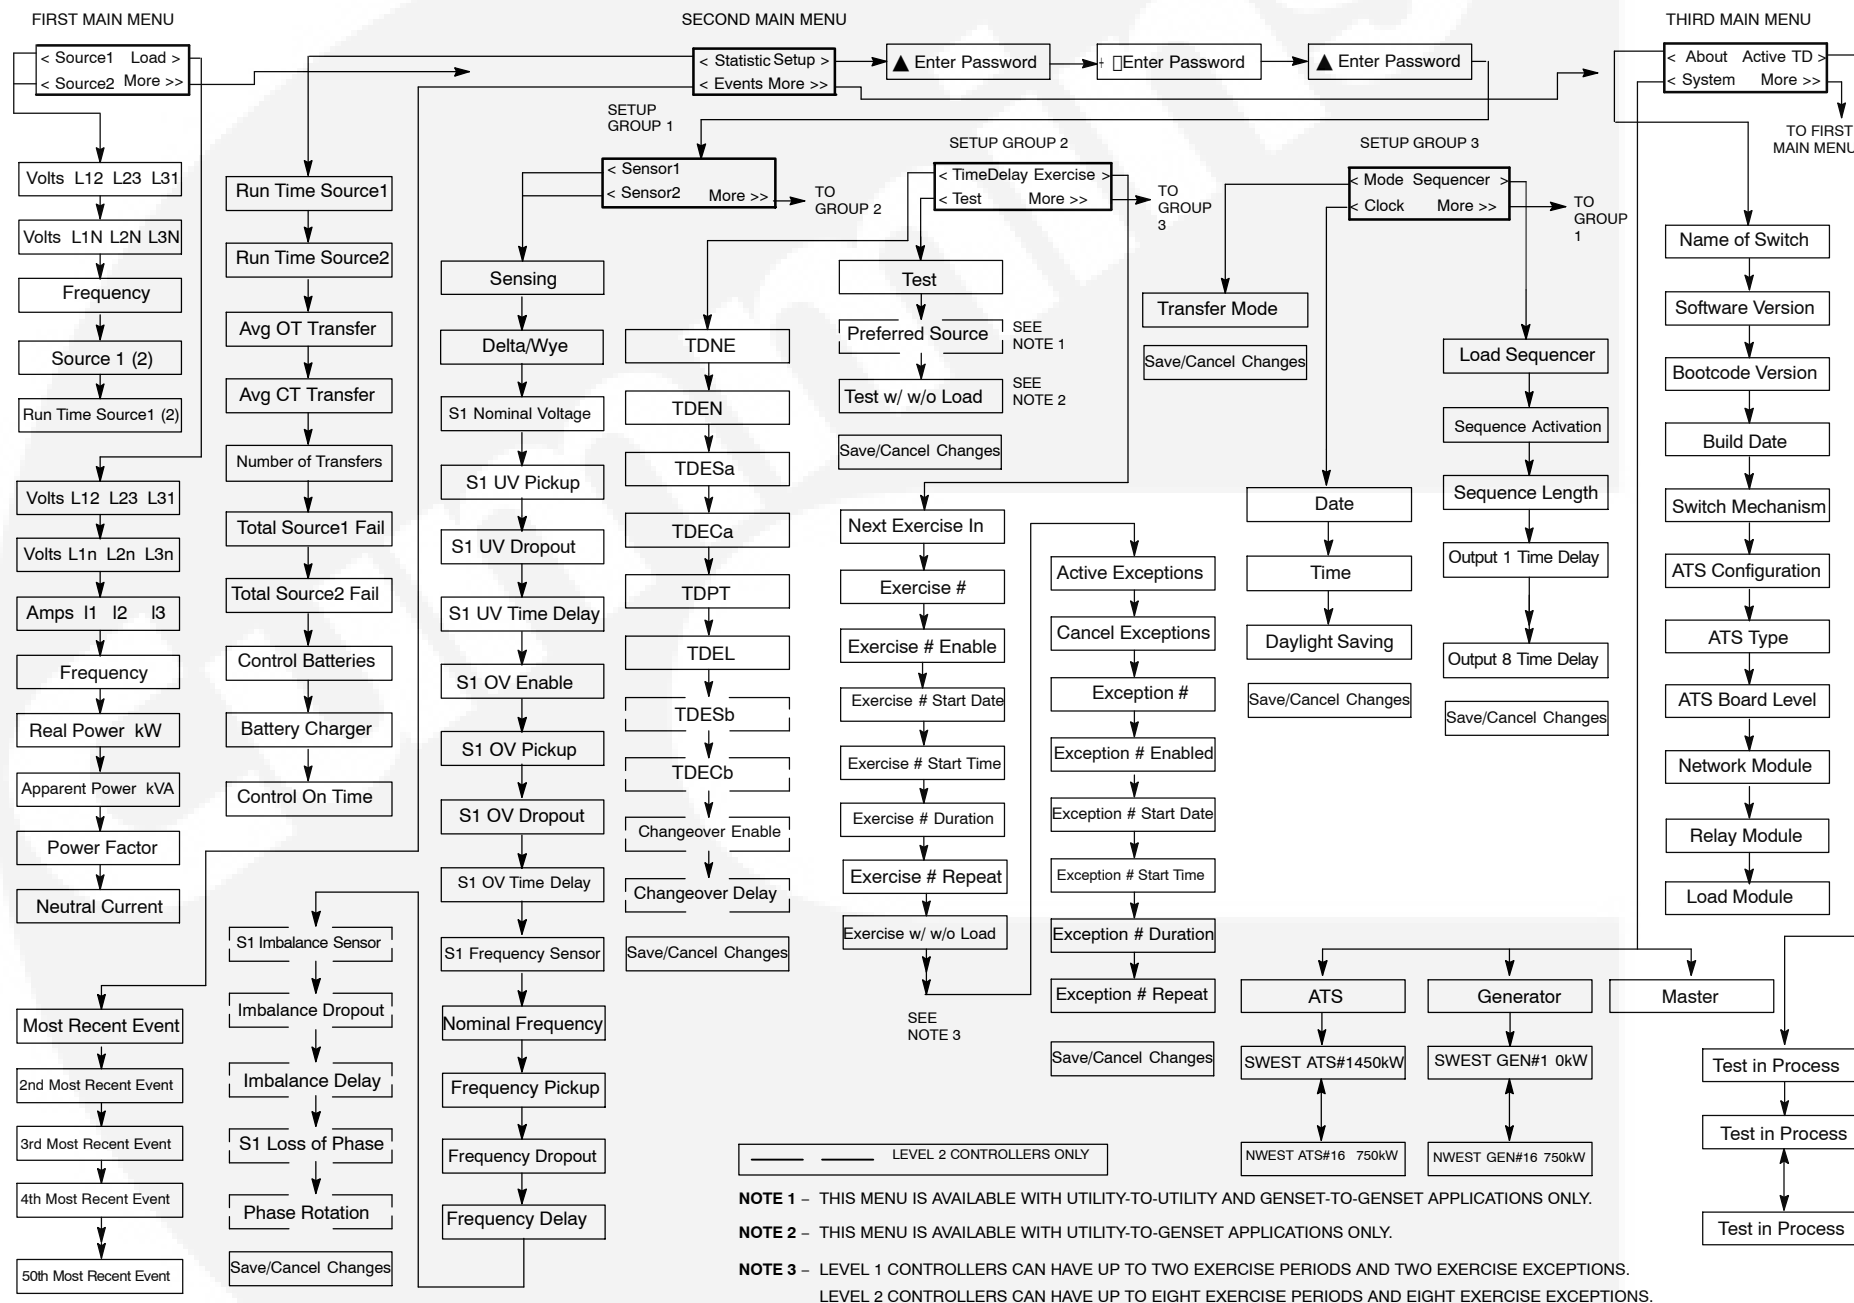 FIRST MAIN MENU
< Source1 Load >
< Source2 More >>
Volts L12 L23 L31
Volts L1N L2N L3N
Frequency
Source 1 (2)
Run Time Source1 (2)
Volts L12 L23 L31
Volts L1n L2n L3n
Amps I1 I2 I3
Frequency
Real Power kW
Apparent Power kVA
Power Factor
Neutral Current
Most Recent Event
2nd Most Recent Event
3rd Most Recent Event
4th Most Recent Event
50th Most Recent Event
SECOND MAIN MENU
< Statistic Setup >
< Events More >>
▲ Enter Password
Enter Password
▲ Enter Password
Run Time Source1
Run Time Source2
Avg OT Transfer
Avg CT Transfer
Number of Transfers
Total Source1 Fail
Total Source2 Fail
Control Batteries
Battery Charger
Control On Time
SETUP
GROUP 1
< Sensor1
< Sensor2 More >>
TO
GROUP 2
Sensing
Delta/Wye
S1 Nominal Voltage
S1 UV Pickup
S1 UV Dropout
S1 UV Time Delay
S1 OV Enable
S1 OV Pickup
S1 OV Dropout
S1 OV Time Delay
S1 Frequency Sensor
Nominal Frequency
Frequency Pickup
Frequency Dropout
Frequency Delay
S1 Imbalance Sensor
Imbalance Dropout
Imbalance Delay
S1 Loss of Phase
Phase Rotation
Save/Cancel Changes
SETUP GROUP 2
< TimeDelay Exercise >
< Test More >>
TO
GROUP
3
TDNE
TDEN
TDESa
TDECa
TDPT
TDEL
TDESb
TDECb
Changeover Enable
Changeover Delay
Save/Cancel Changes
Test
Preferred Source
SEE
NOTE 1
Test w/ w/o Load
SEE
NOTE 2
Save/Cancel Changes
Next Exercise In
Exercise #
Exercise # Enable
Exercise # Start Date
Exercise # Start Time
Exercise # Duration
Exercise # Repeat
Exercise w/ w/o Load
SEE
NOTE 3
Active Exceptions
Cancel Exceptions
Exception #
Exception # Enabled
Exception # Start Date
Exception # Start Time
Exception # Duration
Exception # Repeat
Save/Cancel Changes
SETUP GROUP 3
< Mode Sequencer >
< Clock More >>
TO
GROUP
1
Transfer Mode
Save/Cancel Changes
Date
Time
Daylight Saving
Save/Cancel Changes
Load Sequencer
Sequence Activation
Sequence Length
Output 1 Time Delay
Output 8 Time Delay
Save/Cancel Changes
THIRD MAIN MENU
< About Active TD >
< System More >>
TO FIRST
MAIN MENU
Name of Switch
Software Version
Bootcode Version
Build Date
Switch Mechanism
ATS Configuration
ATS Type
ATS Board Level
Network Module
Relay Module
Load Module
ATS
Generator
Master
SWEST ATS#1450kW
SWEST GEN#1 0kW
NWEST ATS#16 750kW
NWEST GEN#16 750kW
Test in Process
Test in Process
Test in Process
LEVEL 2 CONTROLLERS ONLY
NOTE 1 – THIS MENU IS AVAILABLE WITH UTILITY-TO-UTILITY AND GENSET-TO-GENSET APPLICATIONS ONLY.
NOTE 2 – THIS MENU IS AVAILABLE WITH UTILITY-TO-GENSET APPLICATIONS ONLY.
NOTE 3 – LEVEL 1 CONTROLLERS CAN HAVE UP TO TWO EXERCISE PERIODS AND TWO EXERCISE EXCEPTIONS.
LEVEL 2 CONTROLLERS CAN HAVE UP TO EIGHT EXERCISE PERIODS AND EIGHT EXERCISE EXCEPTIONS.
cummins